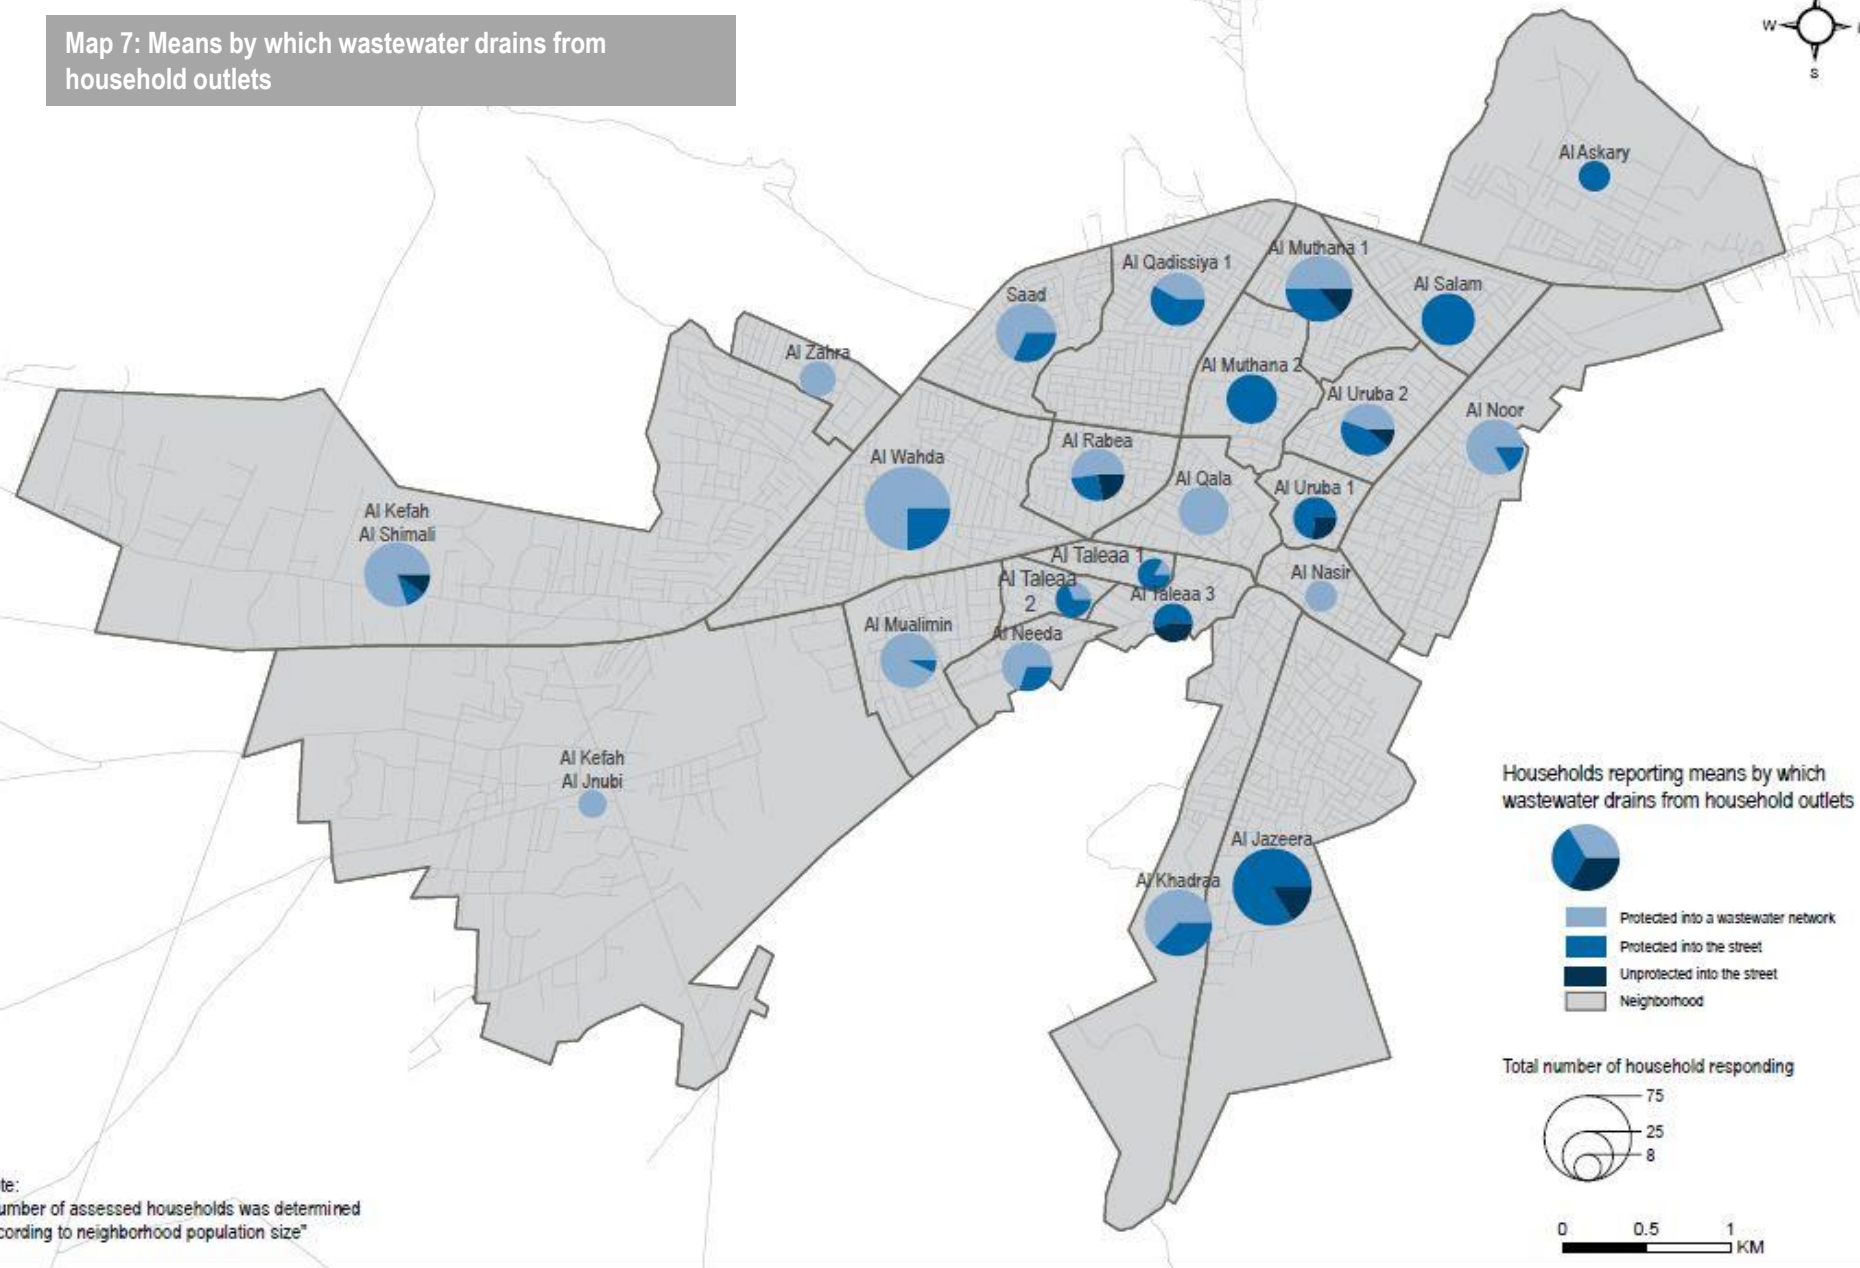 Map 7: Means by which wastewater drains from
household outlets
W
S
Al Askary
Al Muthana 1
Al Qadissiya 1
Al Salam
Saad
Al Zahra
Al Muthana 2
Al Uruba 2
Al Noor
Al Rabea
Al Wahda
Al Qala
Al Uruba 1
Al Kefah
Al Shimali
Al Taleaa 1
Al Nasir
Al Taleaa
2
Al Taleaa 3
Al Mualimin
Al Needa
Al Kefah
Al Jnubi
Al Jazeera
Al Khadraa
Households reporting means by which
wastewater drains from household outlets
Protected into a wastewater network
Protected into the street
Unprotected into the street
Neighborhood
Total number of household responding
75
25
8
0 0.5 1
KM
te:
umber of assessed households was determined
cording to neighborhood population size"